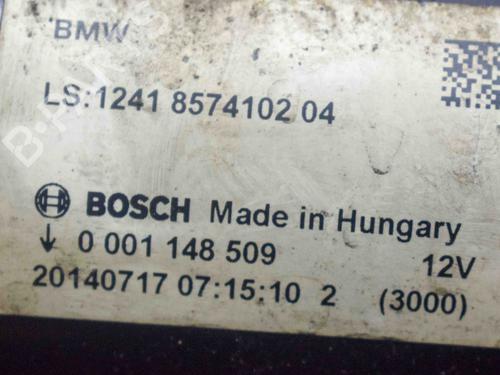 BMW
LS:1241 8574102 04
BOSCH Made in Hungary
↓ 0 001 148 509 12V
20140717 07:15:10 2 (3000)